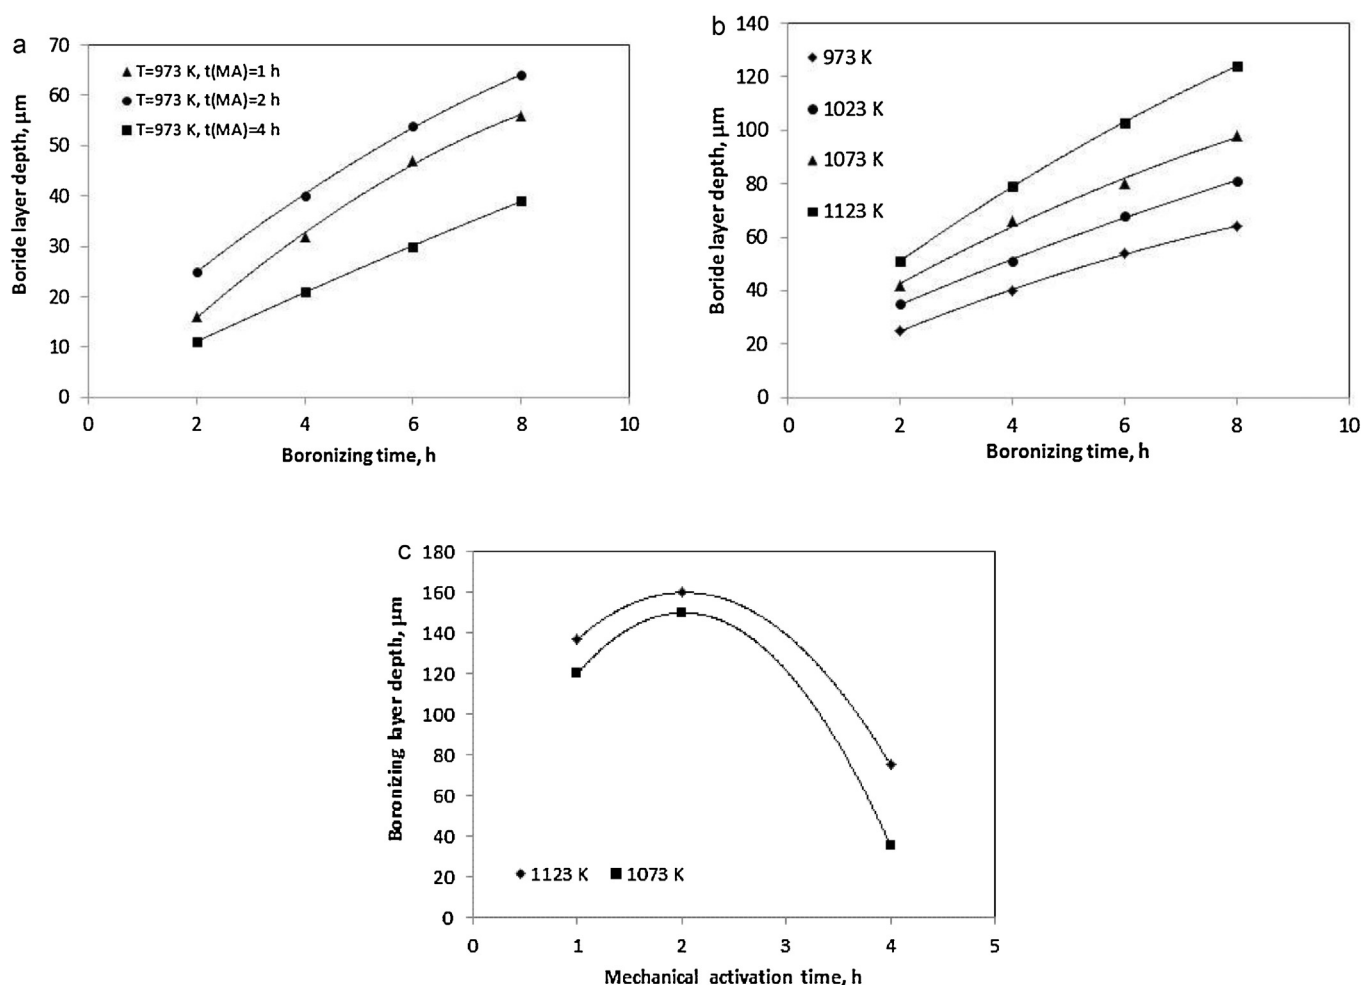 a
70
60
50
40
30
20
10
0
Boride layer depth, μm
▲ T=973 K, t(MA)=1 h
● T=973 K, t(MA)=2 h
■ T=973 K, t(MA)=4 h
0 2 4 6 8 10
Boronizing time, h
b
140
120
100
80
60
40
20
0
Boride layer depth, μm
◆ 973 K
● 1023 K
▲ 1073 K
■ 1123 K
0 2 4 6 8 10
Boronizing time, h
c
180
160
140
120
100
80
60
40
20
0
Boronizing layer depth, μm
◆ 1123 K ■ 1073 K
0 1 2 3 4 5
Mechanical activation time, h